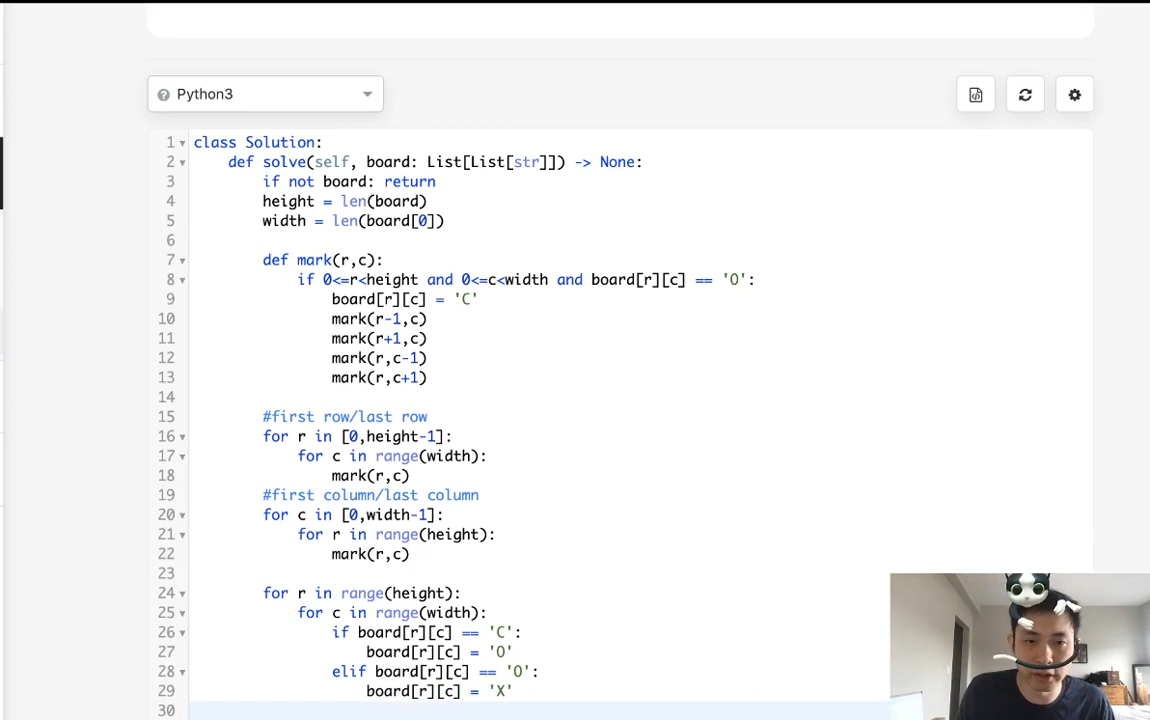 Python3
1 class Solution:
2 def solve(self, board: List[List[str]]) -> None:
3 if not board: return
4 height = len(board)
5 width = len(board[0])
6
7 def mark(r,c):
8 if 0<=r<height and 0<=c<width and board[r][c] == 'O':
9 board[r][c] = 'C'
10 mark(r-1,c)
11 mark(r+1,c)
12 mark(r,c-1)
13 mark(r,c+1)
14
15 #first row/last row
16 for r in [0,height-1]:
17 for c in range(width):
18 mark(r,c)
19 #first column/last column
20 for c in [0,width-1]:
21 for r in range(height):
22 mark(r,c)
23
24 for r in range(height):
25 for c in range(width):
26 if board[r][c] == 'C':
27 board[r][c] = 'O'
28 elif board[r][c] == 'O':
29 board[r][c] = 'X'
30